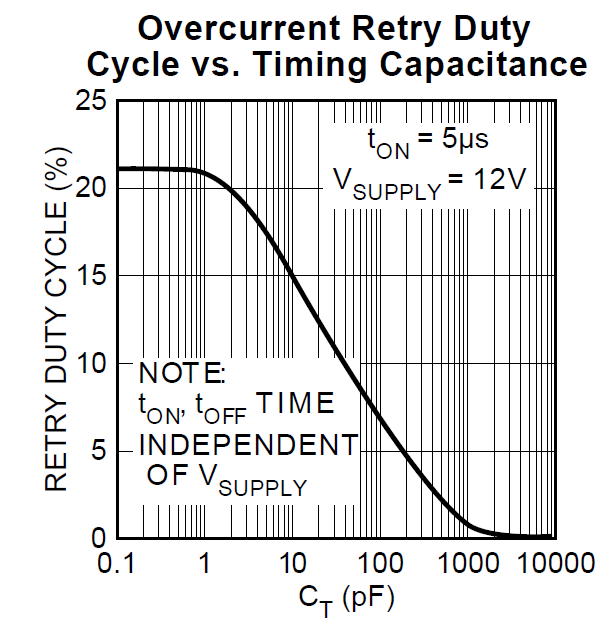 Overcurrent Retry Duty
Cycle vs. Timing Capacitance
25
20
15
10
5
0
RETRY DUTY CYCLE (%)
tON = 5µs
VSUPPLY = 12V
NOTE:
tON, tOFF TIME
INDEPENDENT
OF VSUPPLY
0.1 1 10 100 1000 10000
CT (pF)